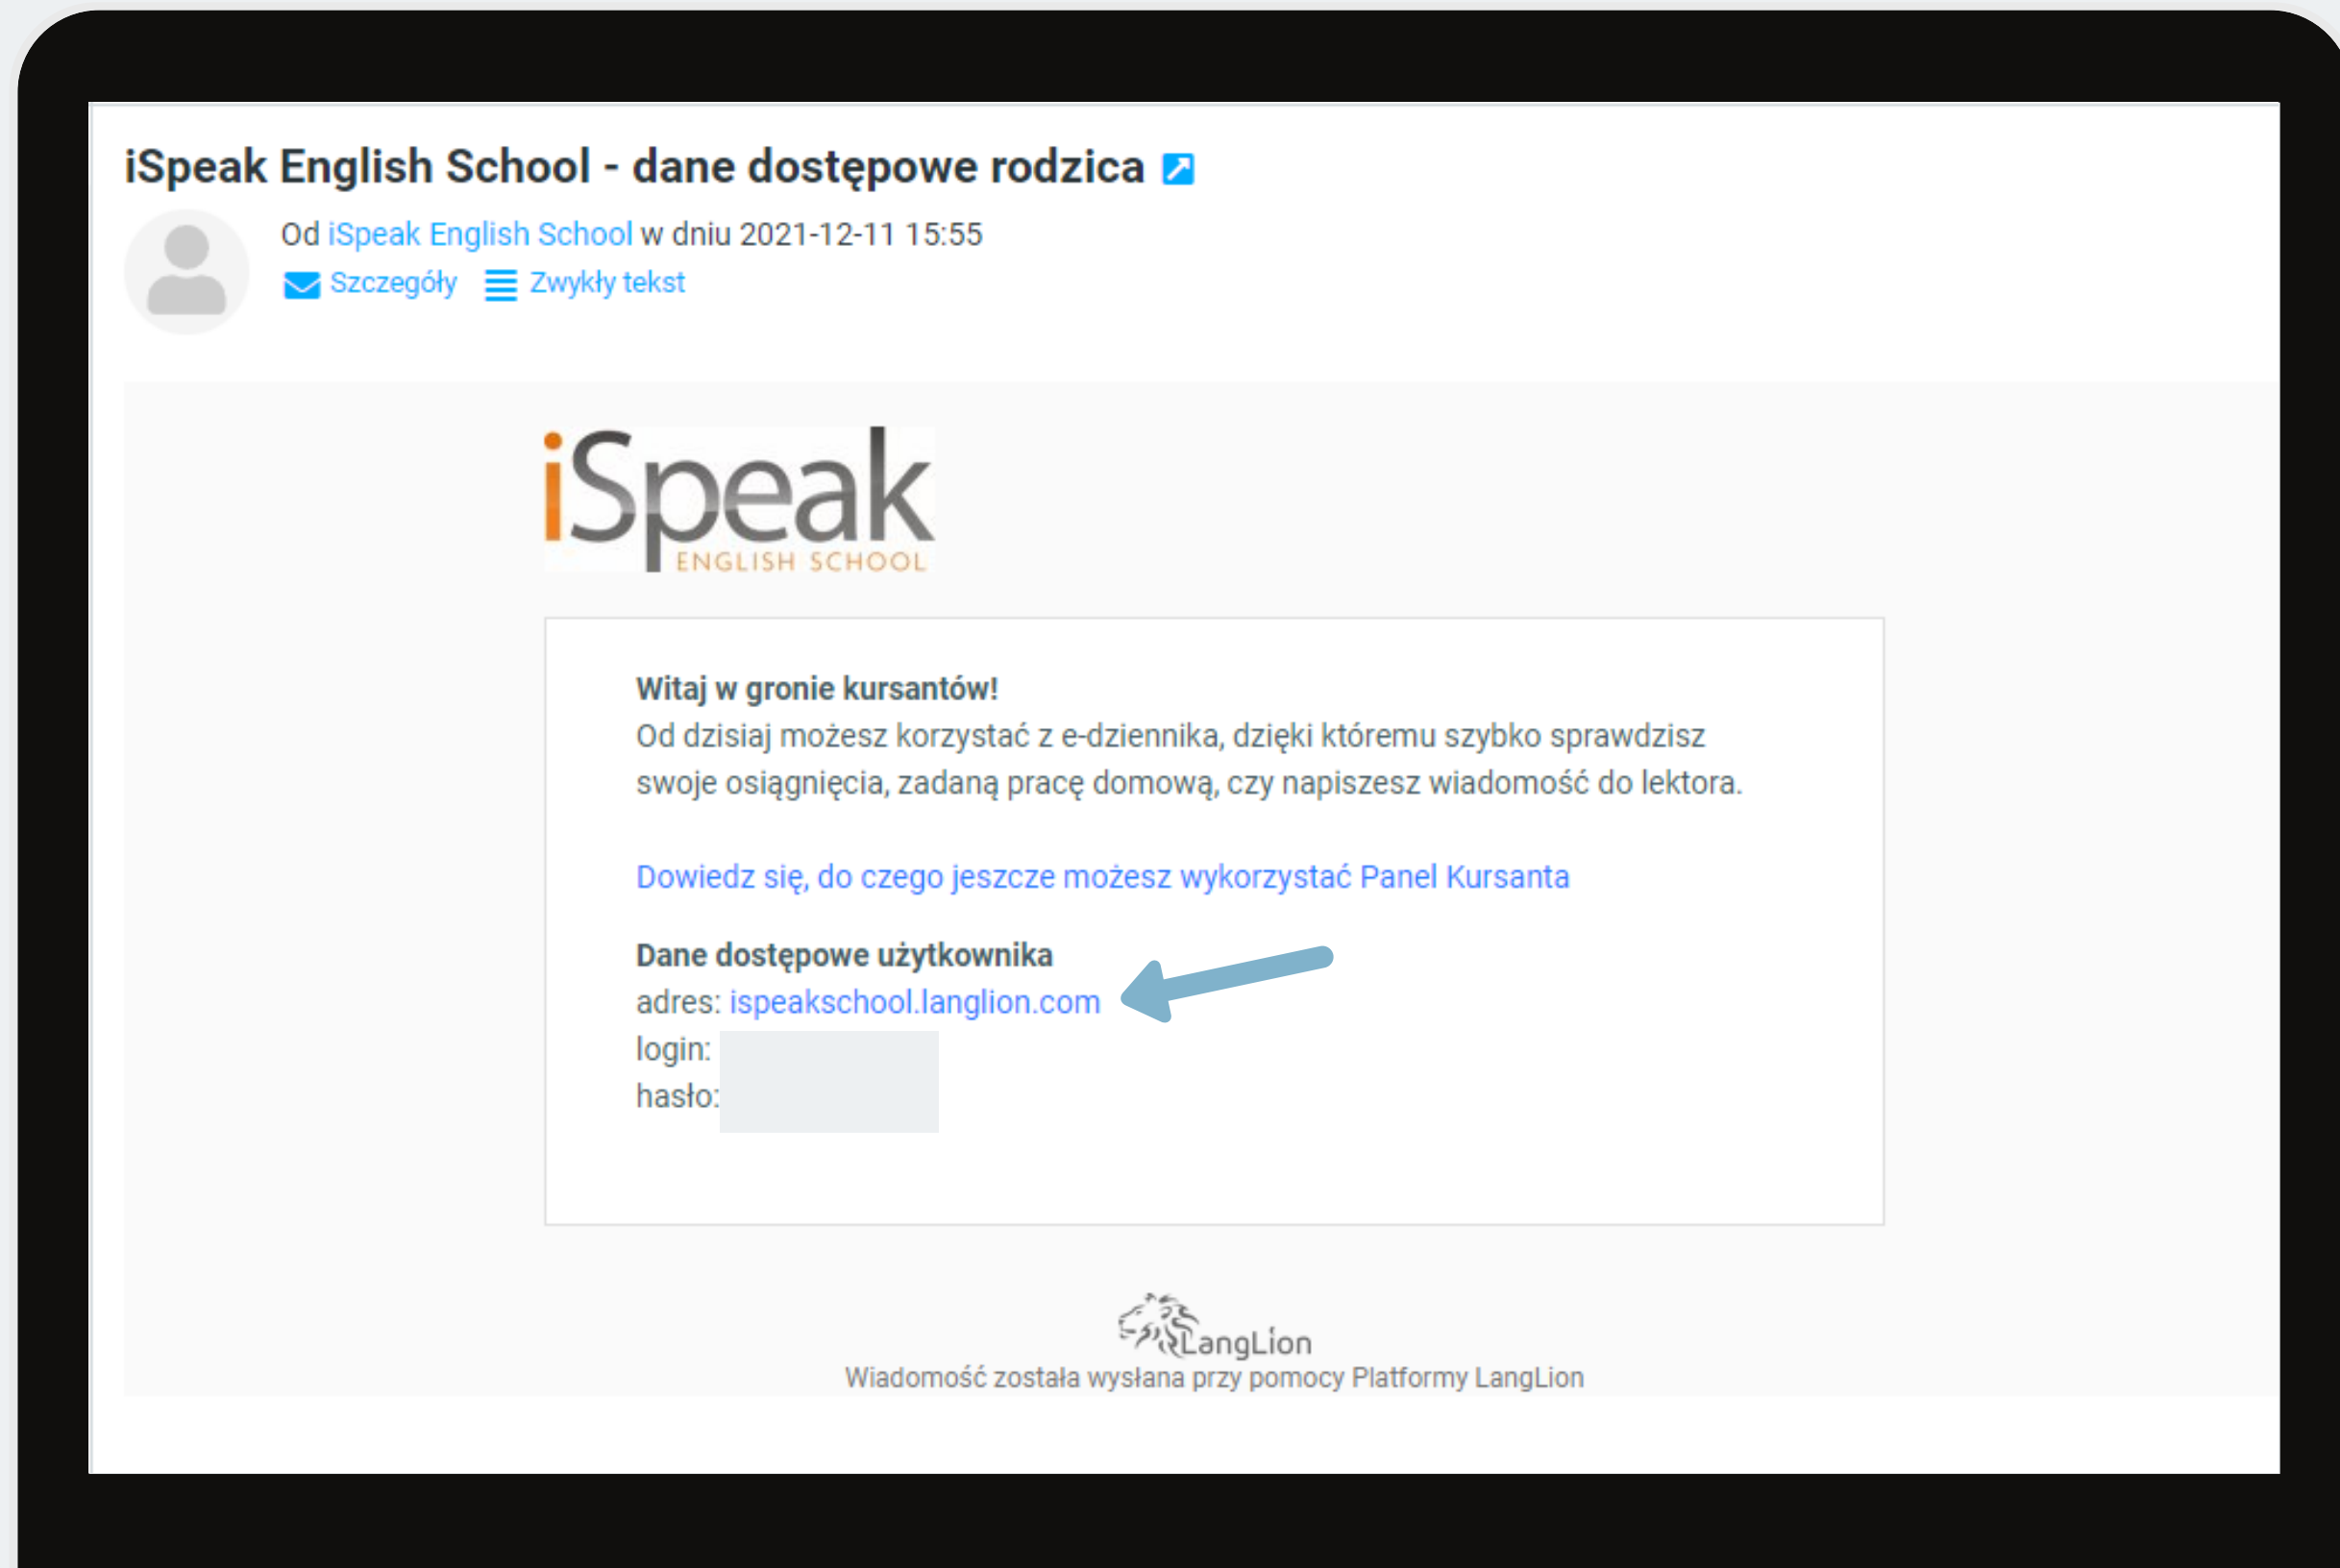 iSpeak English School - dane dostępowe rodzica
Od iSpeak English School w dniu 2021-12-11 15:55
Szczegóły Zwykły tekst
iSpeak
ENGLISH SCHOOL
Witaj w gronie kursantów!
Od dzisiaj możesz korzystać z e-dziennika, dzięki któremu szybko sprawdzisz
swoje osiągnięcia, zadaną pracę domową, czy napiszesz wiadomość do lektora.
Dowiedz się, do czego jeszcze możesz wykorzystać Panel Kursanta
Dane dostępowe użytkownika
adres: ispeakschool.langlion.com
login:
hasło:
LangLion
Wiadomość została wysłana przy pomocy Platformy LangLion